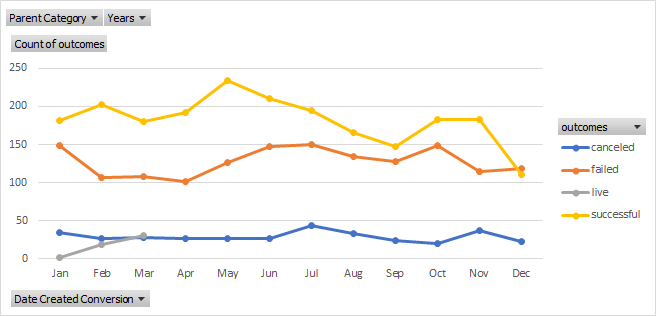 Parent Category Years
Count of outcomes
250
200
150
100
50
0
Jan Feb Mar Apr May Jun Jul Aug Sep Oct Nov Dec
outcomes
canceled
failed
live
successful
Date Created Conversion